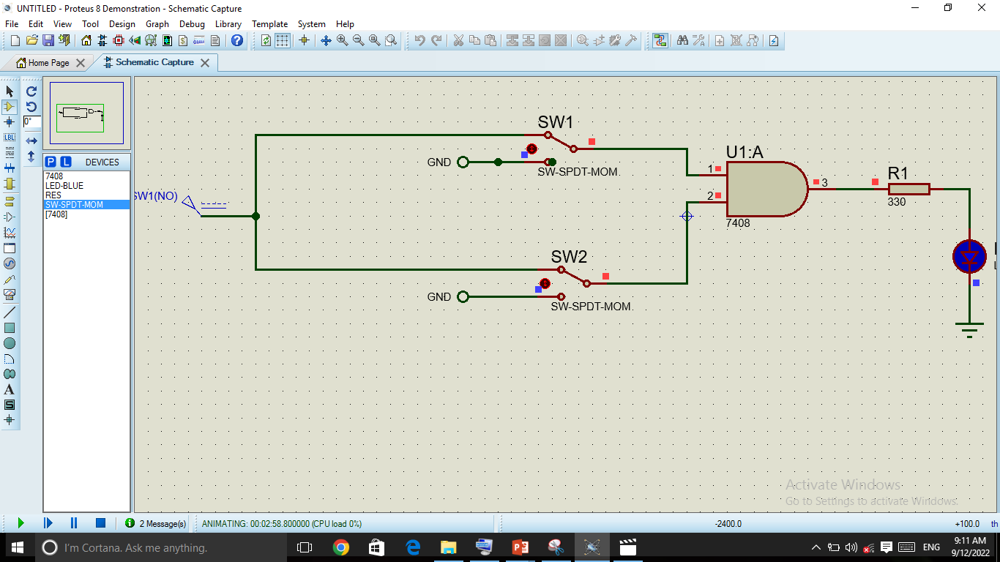 UNTITLED - Proteus 8 Demonstration - Schematic Capture
File Edit View Tool Design Graph Debug Library Template System Help
Home Page Schematic Capture
0°
LBL
P L DEVICES
7408
LED-BLUE
RES
SW-SPDT-MOM
[7408]
A
S
SW1
GND
SW-SPDT-MOM
SW1(NO)
U1:A
1
2
3
7408
R1
330
SW2
GND
SW-SPDT-MOM
Activate Windows
Go to Settings to activate Windows.
2 Message(s) ANIMATING: 00:02:58.800000 (CPU load 0%) -2400.0 +100.0 th
I'm Cortana. Ask me anything.
ENG
9:11 AM
9/12/2022